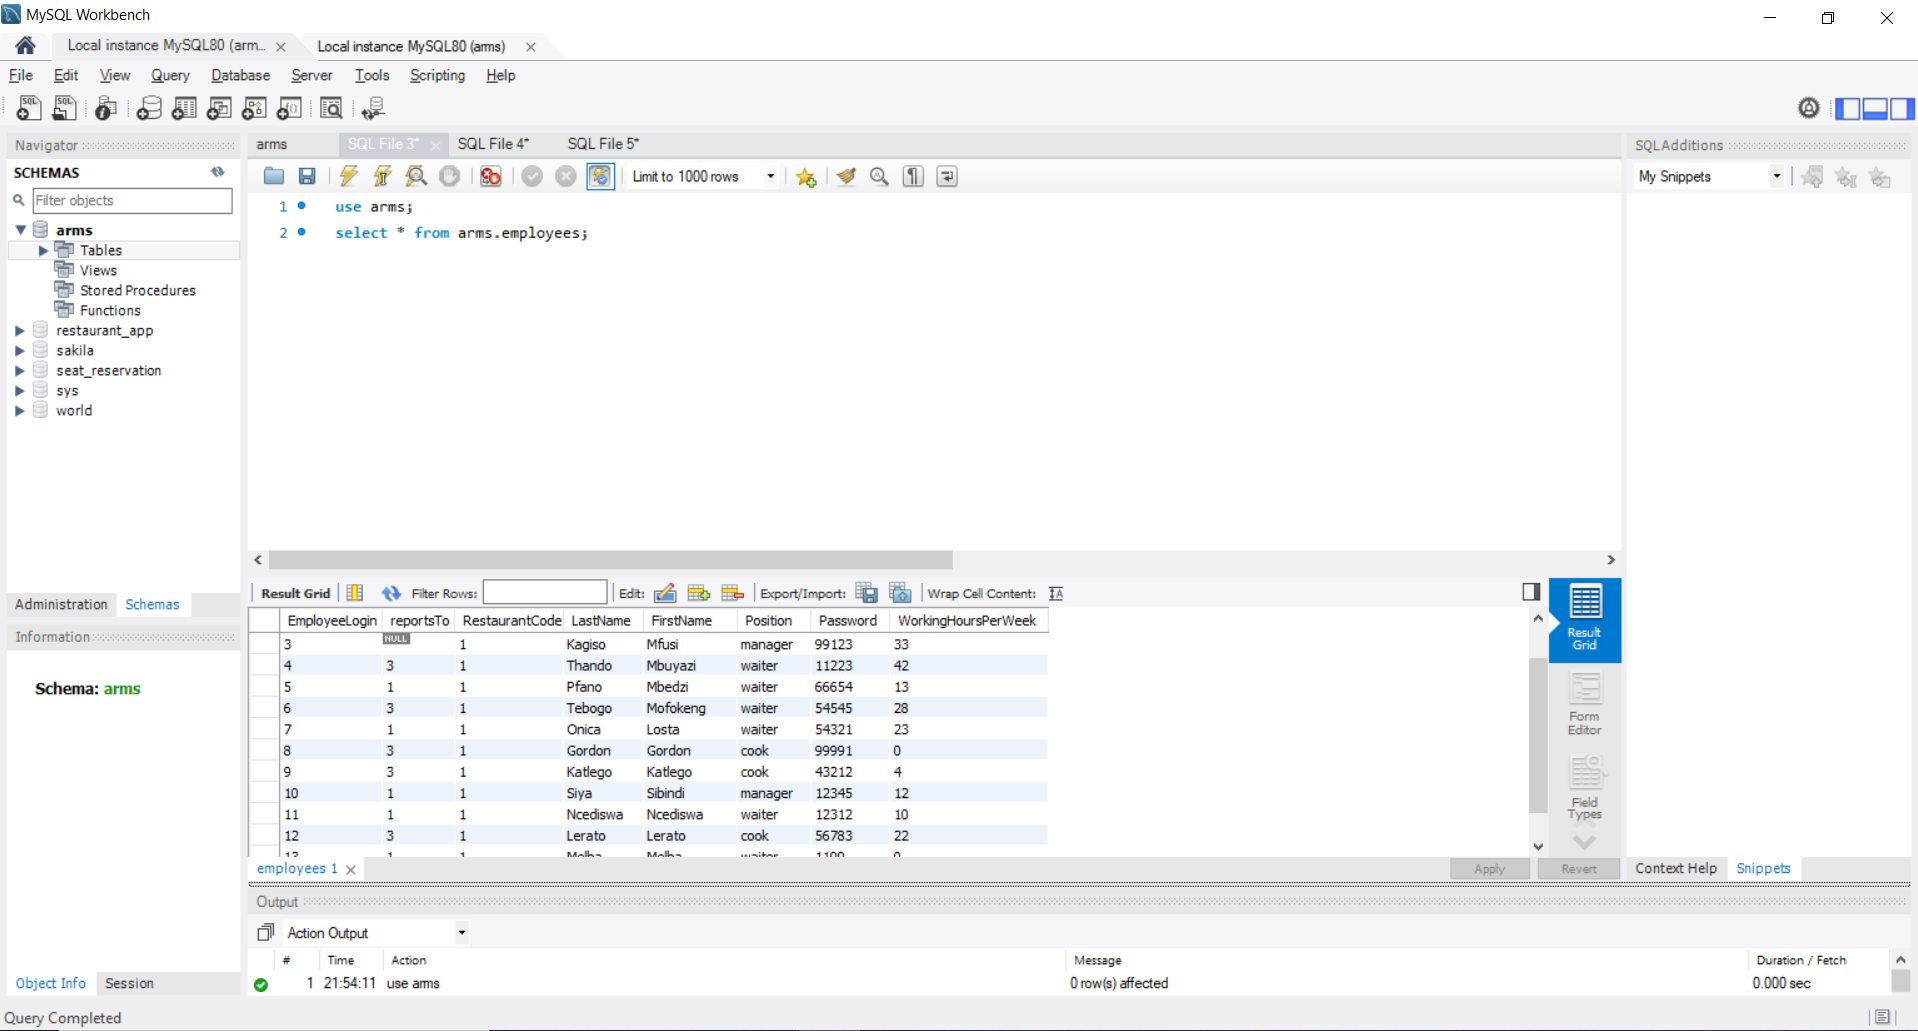 MySQL Workbench
Local instance MySQL80 (arm... Local instance MySQL80 (arms)
File Edit View Query Database Server Tools Scripting Help
Navigator arms SQL File 3* SQL File 4* SQL File 5* SQLAdditions
SCHEMAS Limit to 1000 rows My Snippets
Filter objects
1 use arms;
2 select * from arms.employees;
arms
Tables
Views
Stored Procedures
Functions
restaurant_app
sakila
seat_reservation
sys
world
Administration Schemas
Information
Schema: arms
Object Info Session
Result Grid Filter Rows: Edit: Export/Import: Wrap Cell Content:
EmployeeLogin reportsTo RestaurantCode LastName FirstName Position Password WorkingHoursPerWeek
3 NULL 1 Kagiso Mfusi manager 99123 33
4 3 1 Thando Mbuyazi waiter 11223 42
5 1 1 Pfano Mbedzi waiter 66654 13
6 3 1 Tebogo Mofokeng waiter 54545 28
7 1 1 Onica Losta waiter 54321 23
8 3 1 Gordon Gordon cook 99991 0
9 3 1 Katlego Katlego cook 43212 4
10 1 1 Siya Sibindi manager 12345 12
11 1 1 Ncediswa Ncediswa waiter 12312 10
12 3 1 Lerato Lerato cook 56783 22
13 1 1 waiter
Result
Grid
Form
Editor
Field
Types
employees 1 Apply Revert Context Help Snippets
Output
Action Output
# Time Action Message Duration / Fetch
1 21:54:11 use arms 0 row(s) affected 0.000 sec
Query Completed